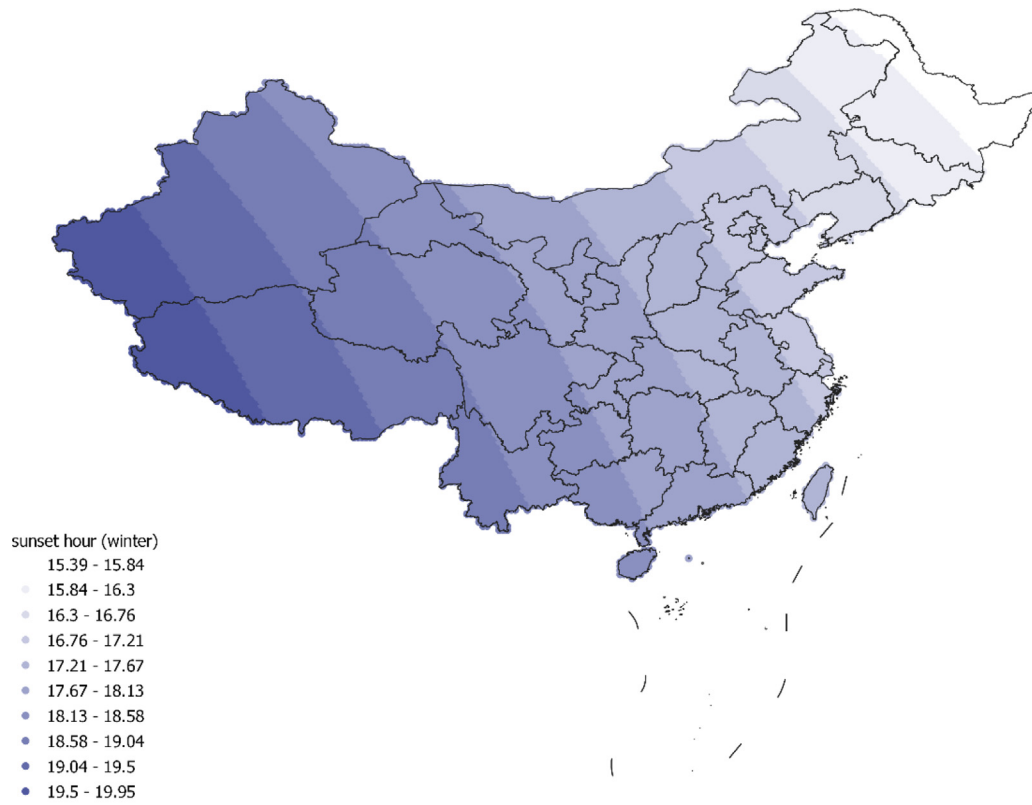 sunset hour (winter)
15.39 - 15.84
15.84 - 16.3
16.3 - 16.76
16.76 - 17.21
17.21 - 17.67
17.67 - 18.13
18.13 - 18.58
18.58 - 19.04
19.04 - 19.5
19.5 - 19.95